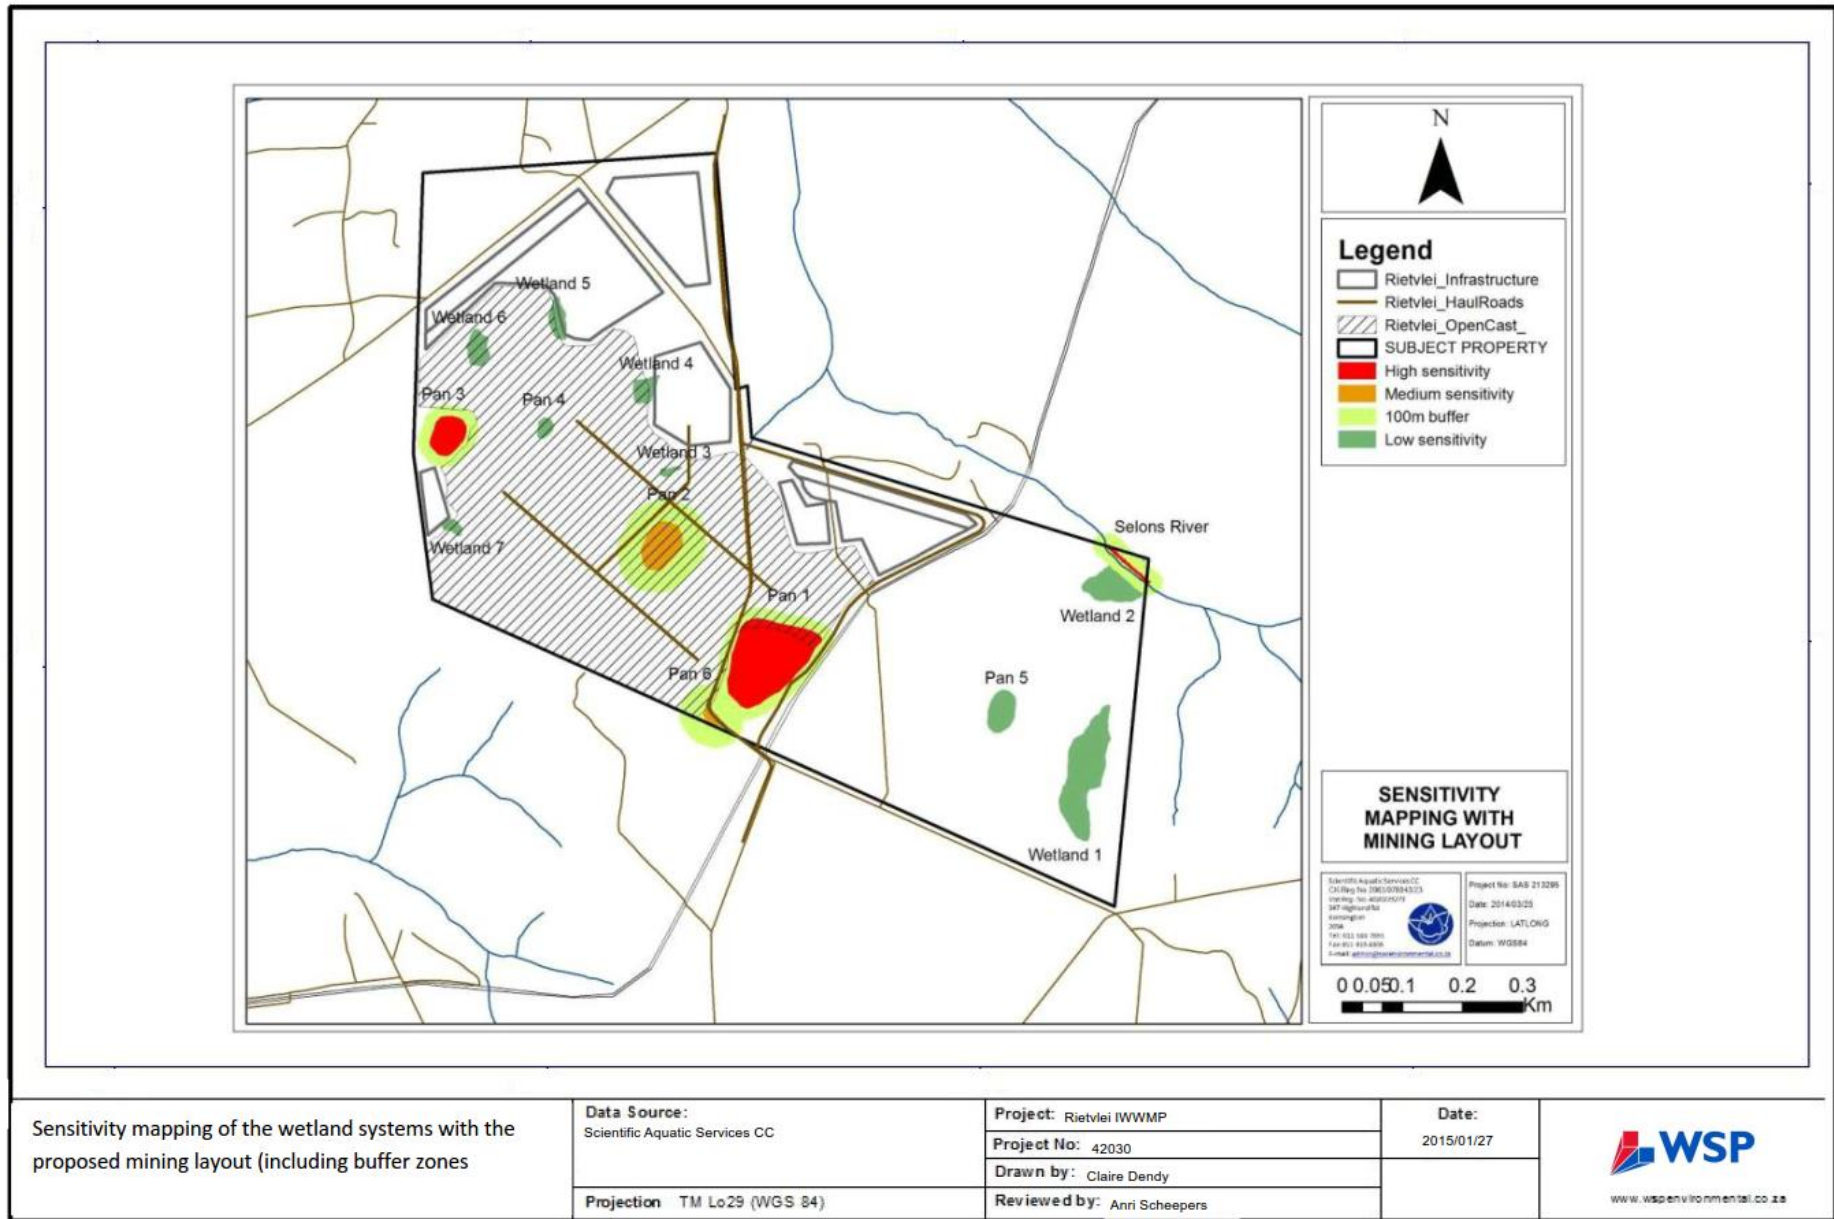 Wetland 5
Wetland 6
Wetland 4
Pan 3
Pan 4
Wetland 3
Pan 2
Wetland 7
Pan 1
Pan 6
Selons River
Wetland 2
Pan 5
Wetland 1
N
Legend
Rietvlei_Infrastructure
Rietvlei_HaulRoads
Rietvlei_OpenCast_
SUBJECT PROPERTY
High sensitivity
Medium sensitivity
100m buffer
Low sensitivity
SENSITIVITY
MAPPING WITH
MINING LAYOUT
Scientific Aquatic Services CC
Project No: SAS 213295
Date: 2014/03/25
Projection: LATLONG
Datum: WGS84
0 0.050.1 0.2 0.3
Km
Sensitivity mapping of the wetland systems with the
proposed mining layout (including buffer zones
Data Source:
Scientific Aquatic Services CC
Projection TM Lo29 (WGS 84)
Project: Rietvlei IWWMP
Project No: 42030
Drawn by: Claire Dendy
Reviewed by: Anri Scheepers
Date:
2015/01/27
WSP
www.wspenvironmental.co.za